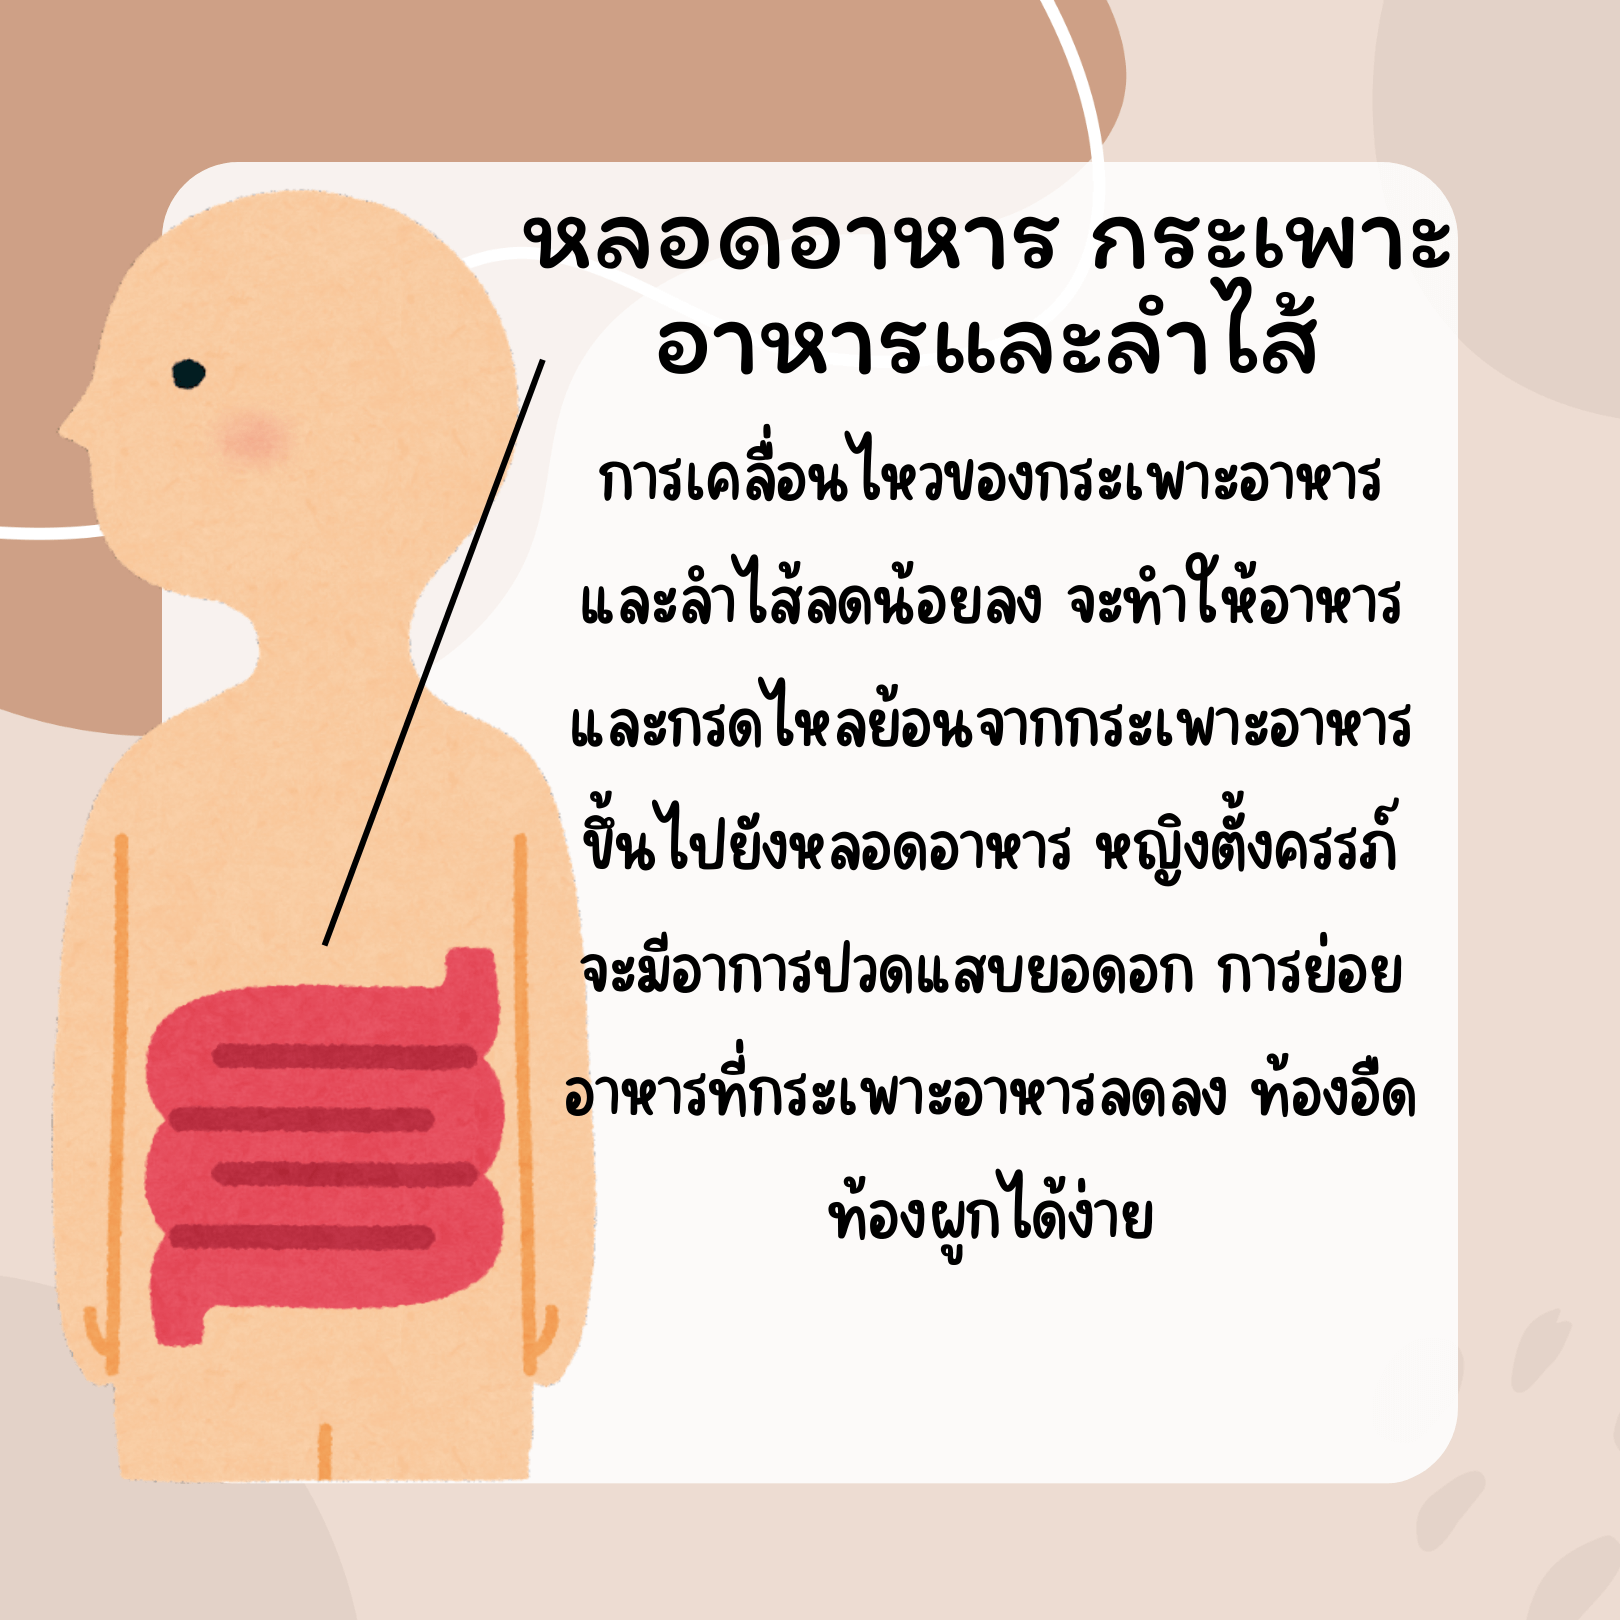 หลอดอาหาร กระเพาะ
อาหารและลำไส้
การเคลื่อนไหวของกระเพาะอาหาร
และลำไส้ลดน้อยลง จะทำให้อาหาร
และกรดไหลย้อนจากกระเพาะอาหาร
ขึ้นไปยังหลอดอาหาร หญิงตั้งครรภ์
จะมีอาการปวดแสบยอดอก การย่อย
อาหารที่กระเพาะอาหารลดลง ท้องอืด
ท้องผูกได้ง่าย